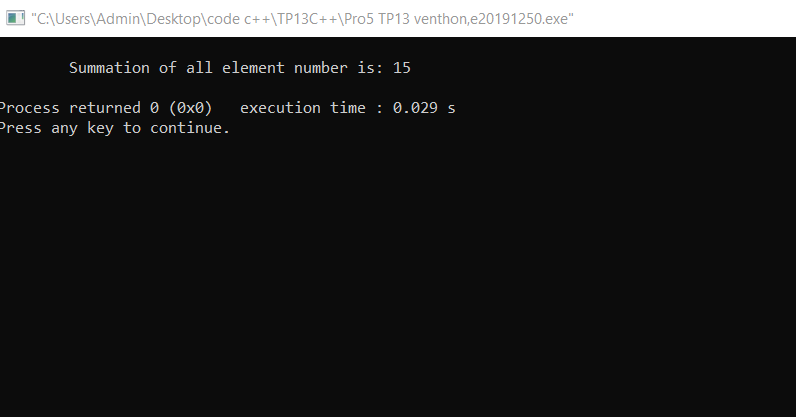 "C:\Users\Admin\Desktop\code c++\TP13C++\Pro5 TP13 venthon,e20191250.exe"
Summation of all element number is: 15
Process returned 0 (0x0)   execution time : 0.029 s
Press any key to continue.